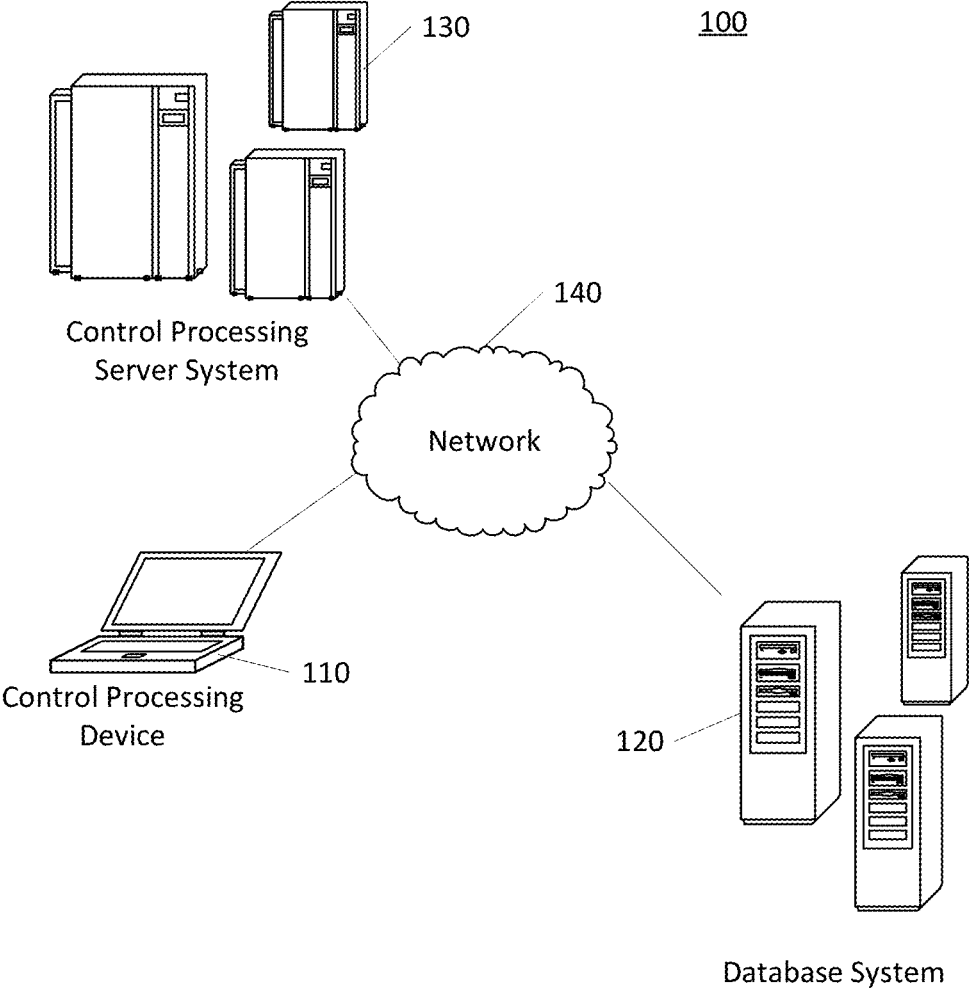 130
100
140
Control Processing
Server System
Network
110
Control Processing
Device
120
Database System